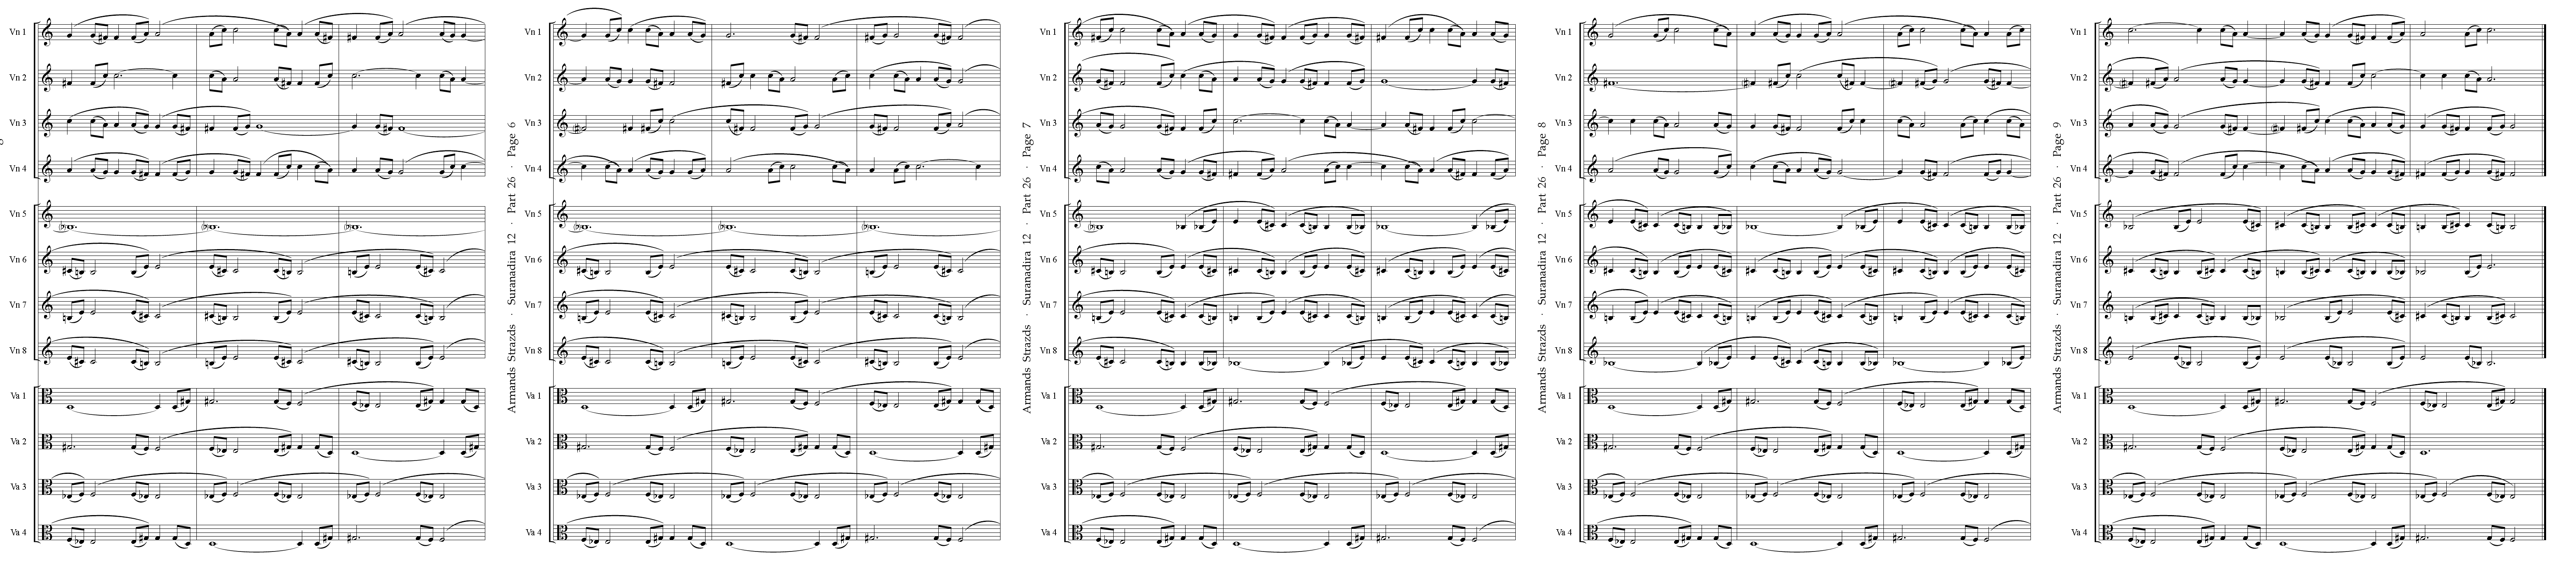 Vn 1
Vn 2
Vn 3
Vn 4
Vn 5
Vn 6
Vn 7
Vn 8
Va 1
Va 2
Va 3
Va 4
Armands Strazds · Suranadira 12 · Part 26 · Page 6
Vn 1
Vn 2
Vn 3
Vn 4
Vn 5
Vn 6
Vn 7
Vn 8
Va 1
Va 2
Va 3
Va 4
Armands Strazds · Suranadira 12 · Part 26 · Page 7
Vn 1
Vn 2
Vn 3
Vn 4
Vn 5
Vn 6
Vn 7
Vn 8
Va 1
Va 2
Va 3
Va 4
Armands Strazds · Suranadira 12 · Part 26 · Page 8
Vn 1
Vn 2
Vn 3
Vn 4
Vn 5
Vn 6
Vn 7
Vn 8
Va 1
Va 2
Va 3
Va 4
Armands Strazds · Suranadira 12 · Part 26 · Page 9
Vn 1
Vn 2
Vn 3
Vn 4
Vn 5
Vn 6
Vn 7
Vn 8
Va 1
Va 2
Va 3
Va 4